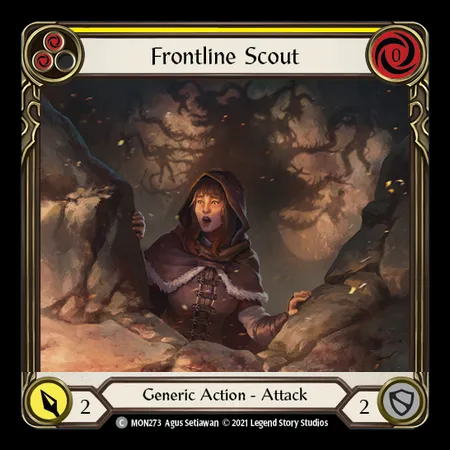 Frontline Scout
0
Generic Action - Attack
2
2
C MON273 Agus Setiawan © 2021 Legend Story Studios